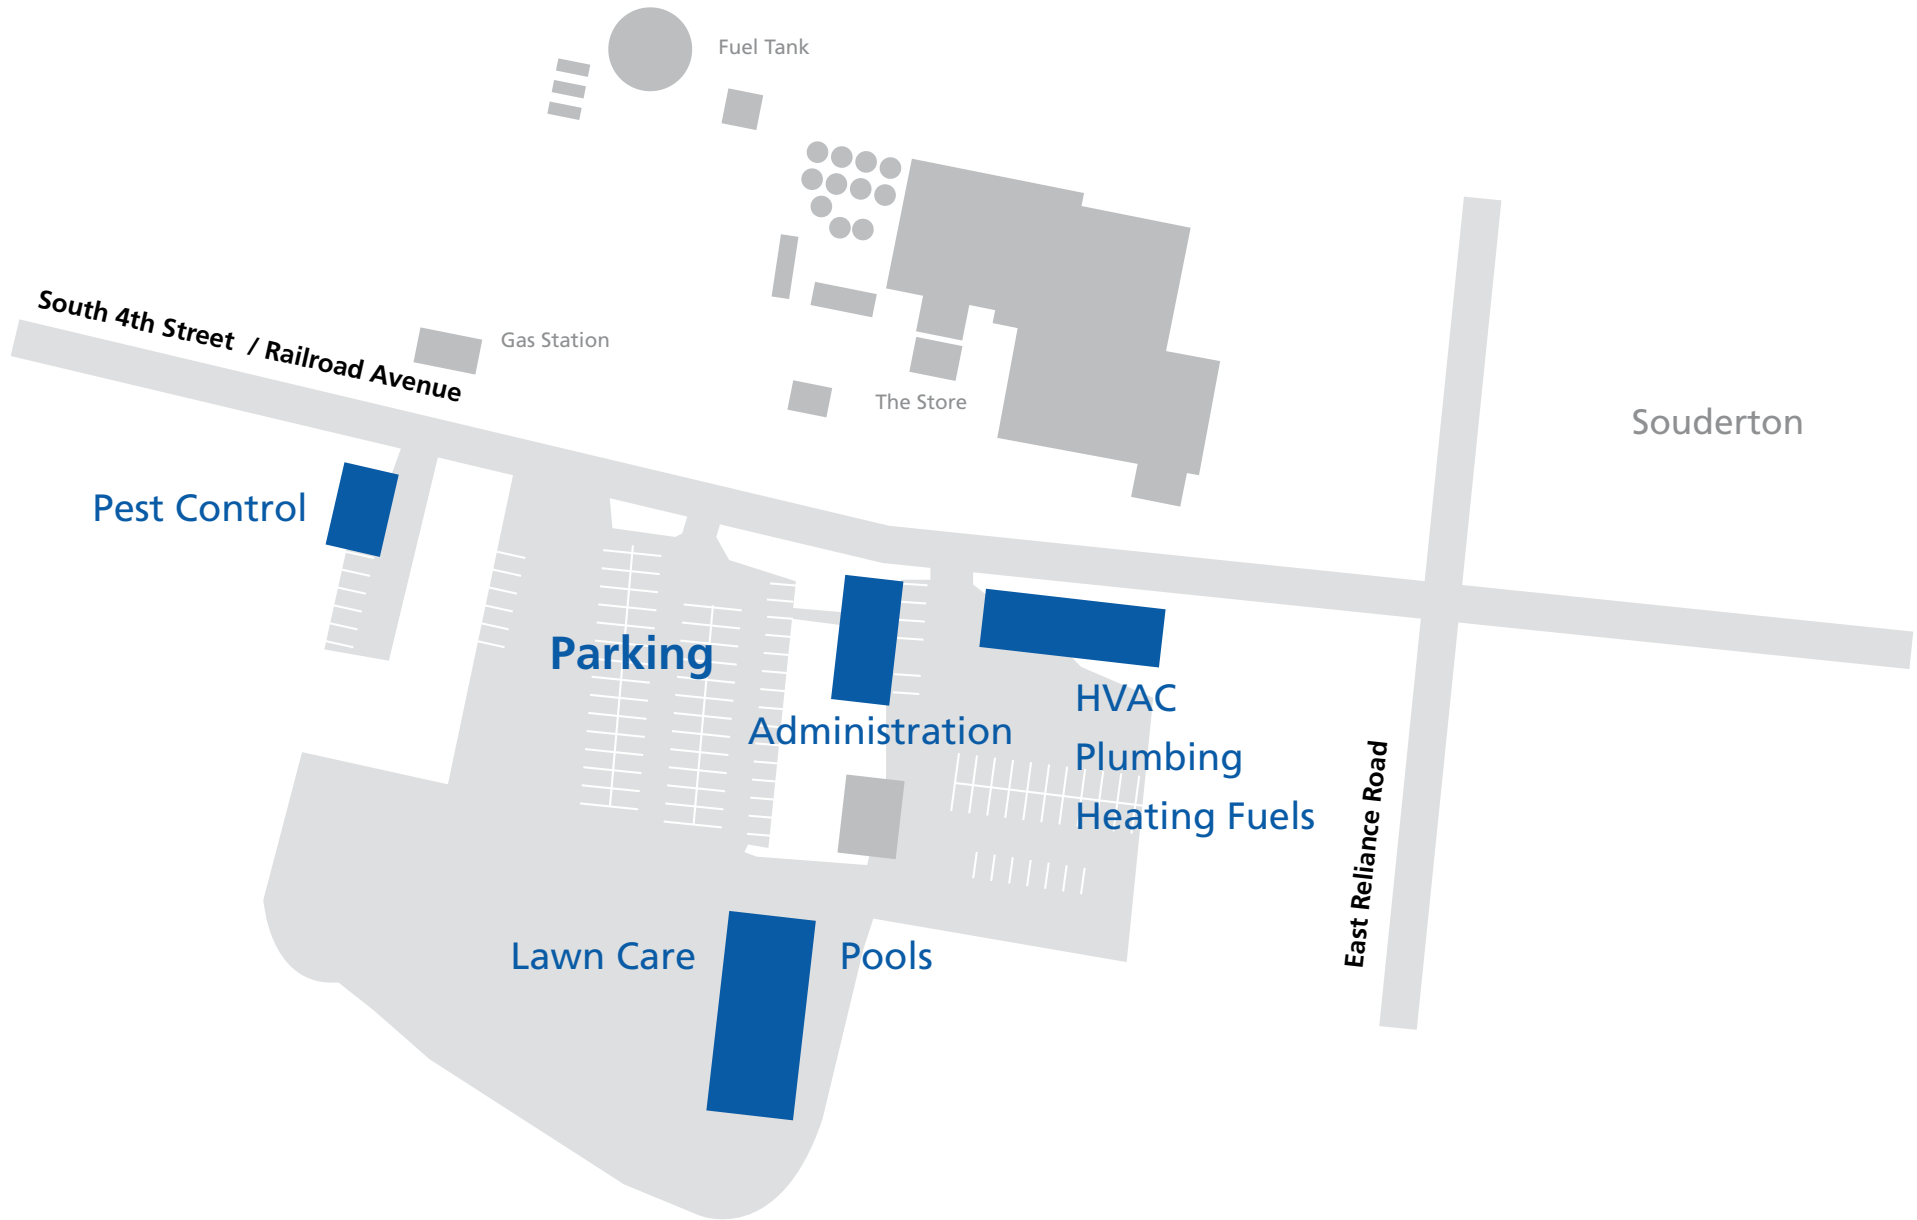 Fuel Tank
South 4th Street / Railroad Avenue
Gas Station
The Store
Souderton
Pest Control
Parking
Administration
HVAC
Plumbing
Heating Fuels
East Reliance Road
Lawn Care
Pools